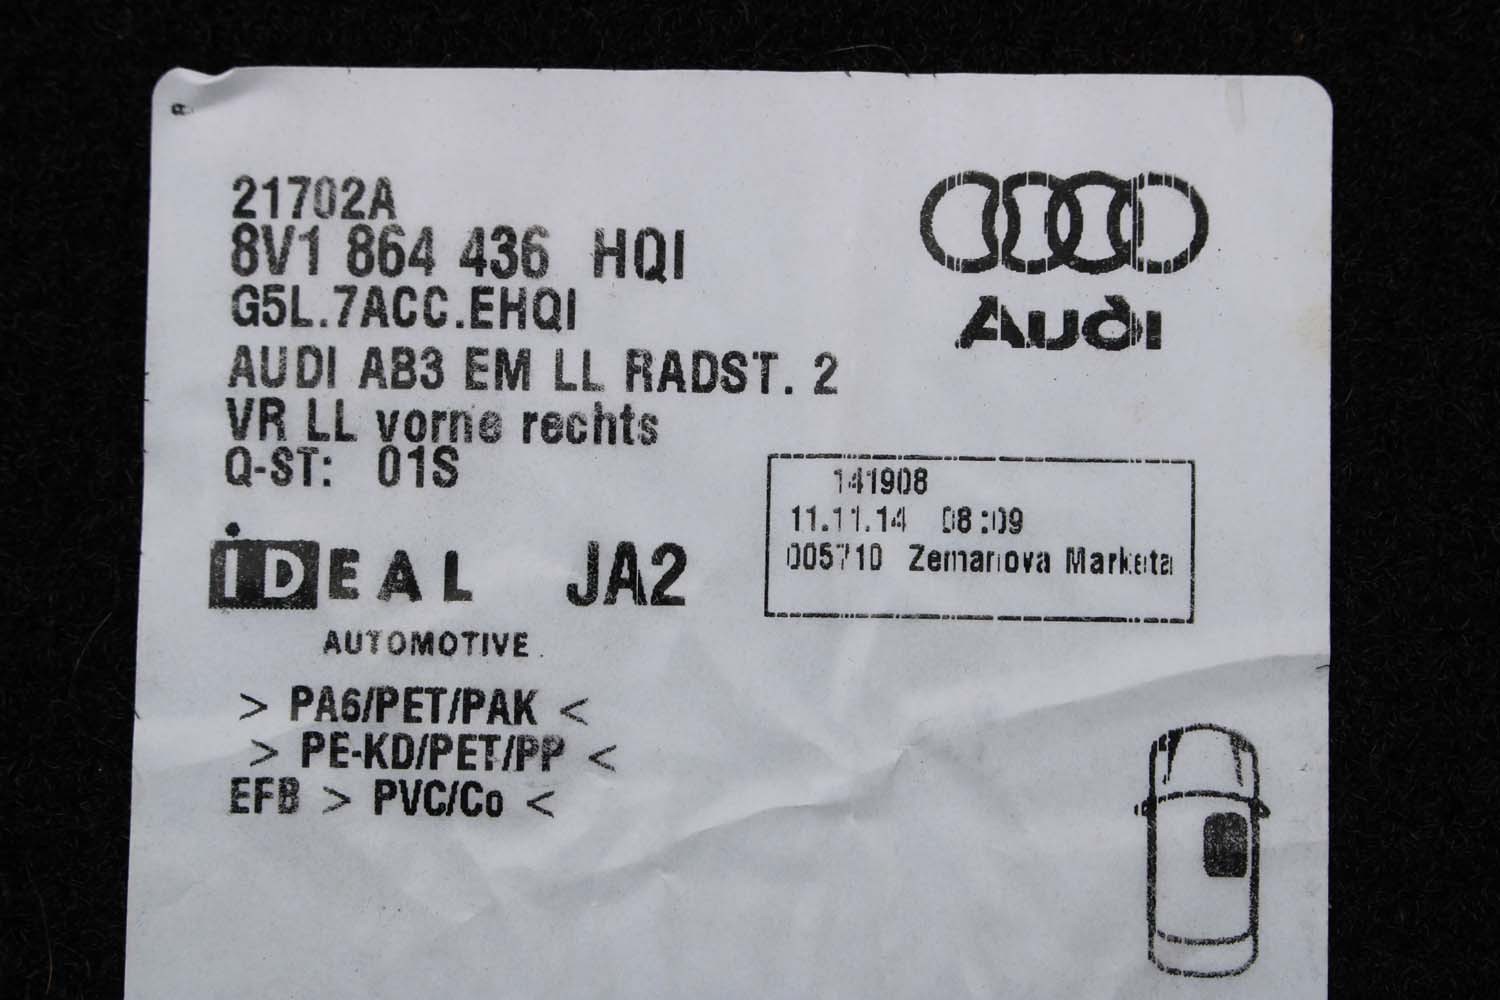 21702A
8V1 864 436 HQI
G5L.7ACC.EHQI
AUDI AB3 EM LL RADST. 2
VR LL vorne rechts
Q-ST: 01S
Audi
141908
11.11.14 08:09
005710 Zemanova Marketa
iDEAL JA2
AUTOMOTIVE
> PA6/PET/PAK <
> PE-KD/PET/PP <
EFB > PVC/Co <